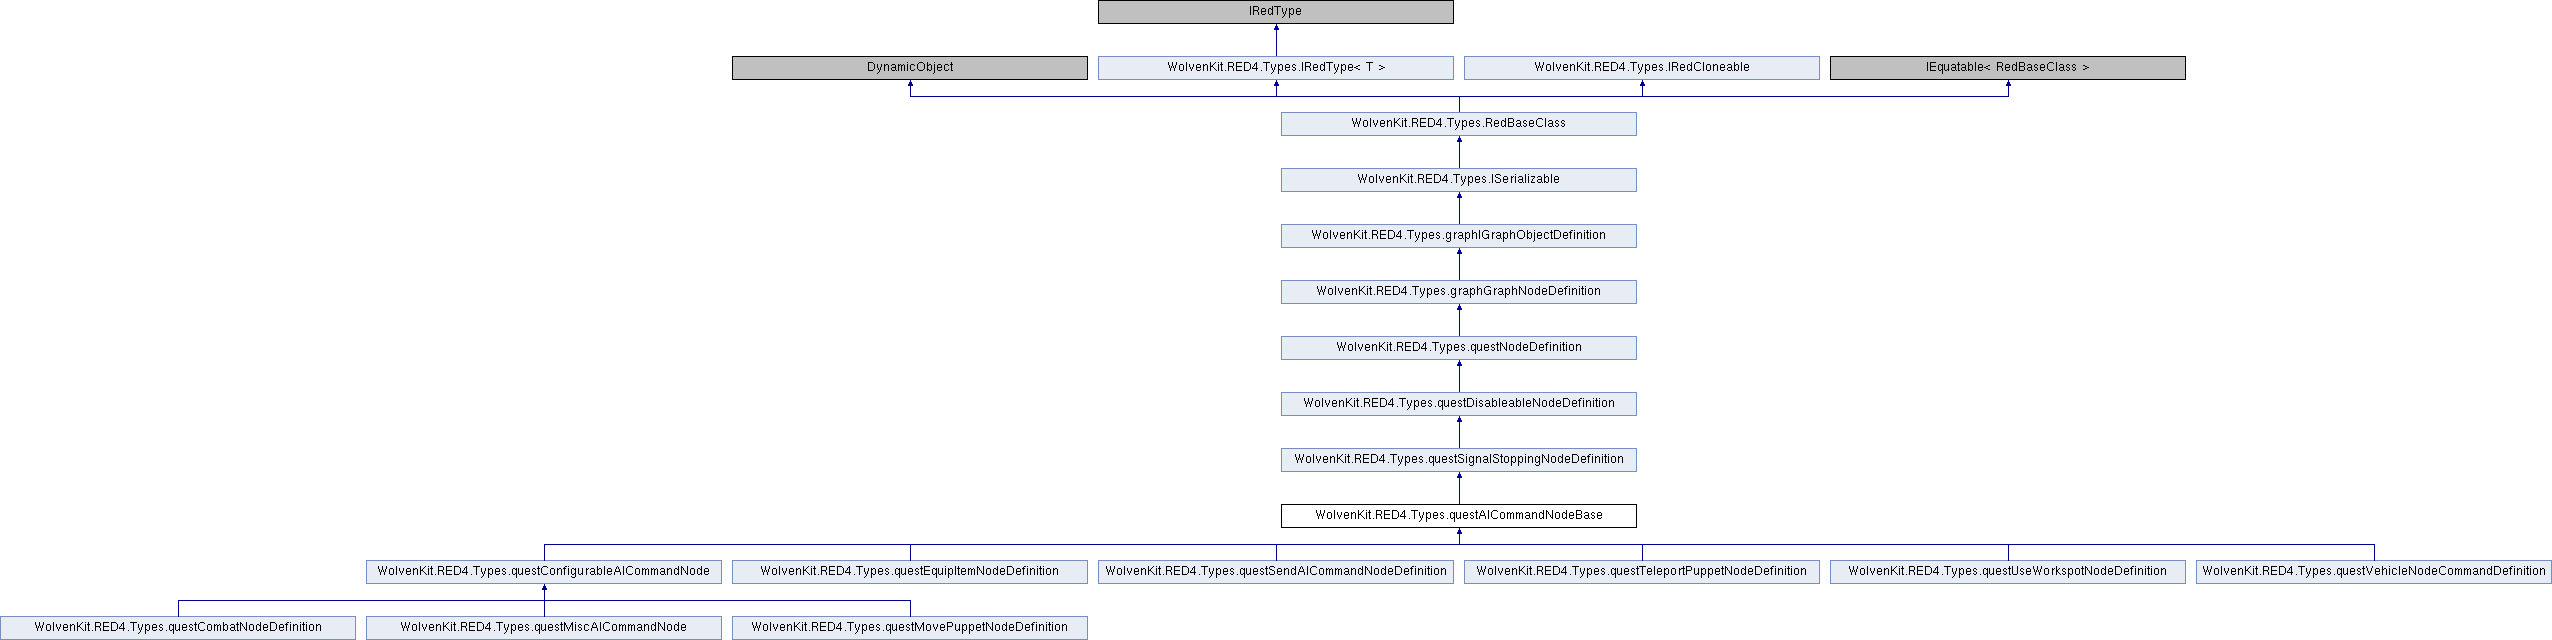 IRedType
DynamicObject
WolvenKit.RED4.Types.IRedType< T >
WolvenKit.RED4.Types.IRedCloneable
IEquatable< RedBaseClass >
WolvenKit.RED4.Types.RedBaseClass
WolvenKit.RED4.Types.ISerializable
WolvenKit.RED4.Types.graphIGraphObjectDefinition
WolvenKit.RED4.Types.graphGraphNodeDefinition
WolvenKit.RED4.Types.questNodeDefinition
WolvenKit.RED4.Types.questDisableableNodeDefinition
WolvenKit.RED4.Types.questSignalStoppingNodeDefinition
WolvenKit.RED4.Types.questAICommandNodeBase
WolvenKit.RED4.Types.questConfigurableAICommandNode
WolvenKit.RED4.Types.questEquipItemNodeDefinition
WolvenKit.RED4.Types.questSendAICommandNodeDefinition
WolvenKit.RED4.Types.questTeleportPuppetNodeDefinition
WolvenKit.RED4.Types.questUseWorkspotNodeDefinition
WolvenKit.RED4.Types.questVehicleNodeCommandDefinition
WolvenKit.RED4.Types.questCombatNodeDefinition
WolvenKit.RED4.Types.questMiscAICommandNode
WolvenKit.RED4.Types.questMovePuppetNodeDefinition